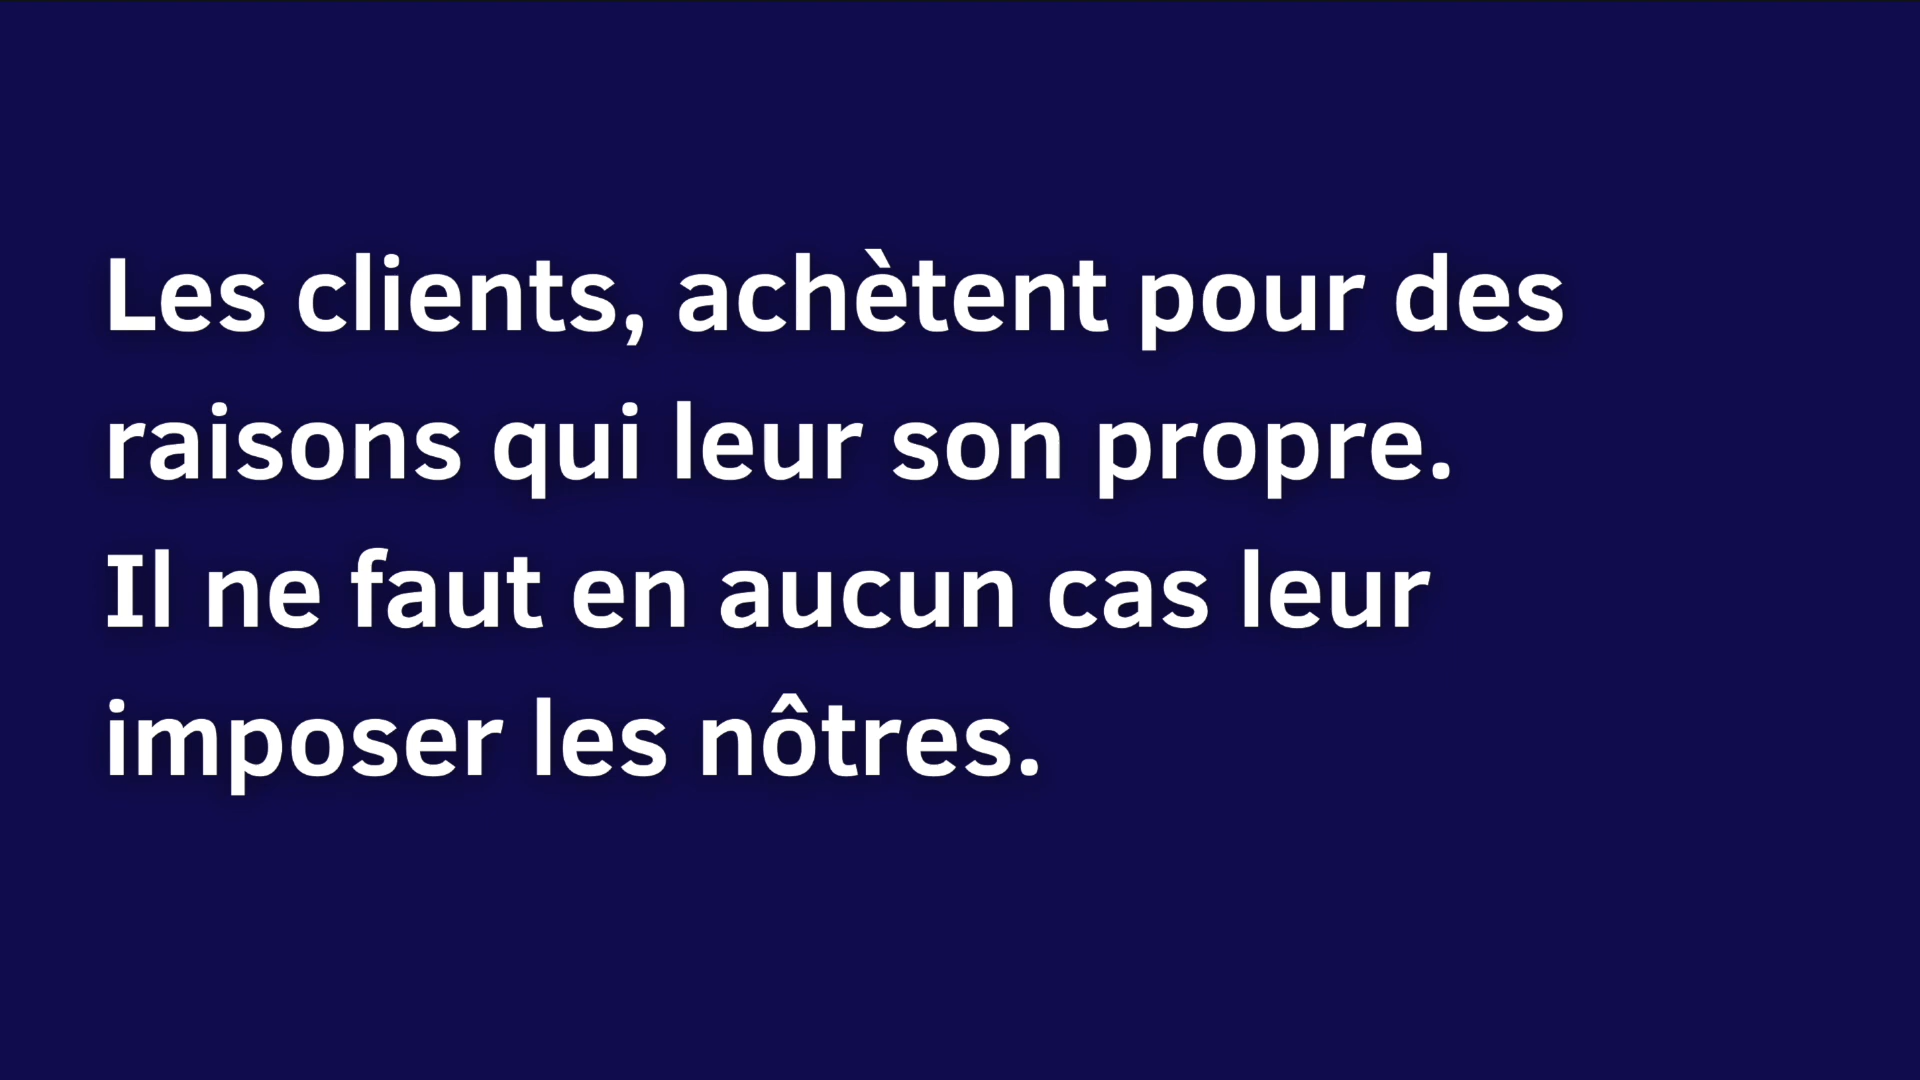 Les clients, achètent pour des
raisons qui leur son propre.
Il ne faut en aucun cas leur
imposer les nôtres.